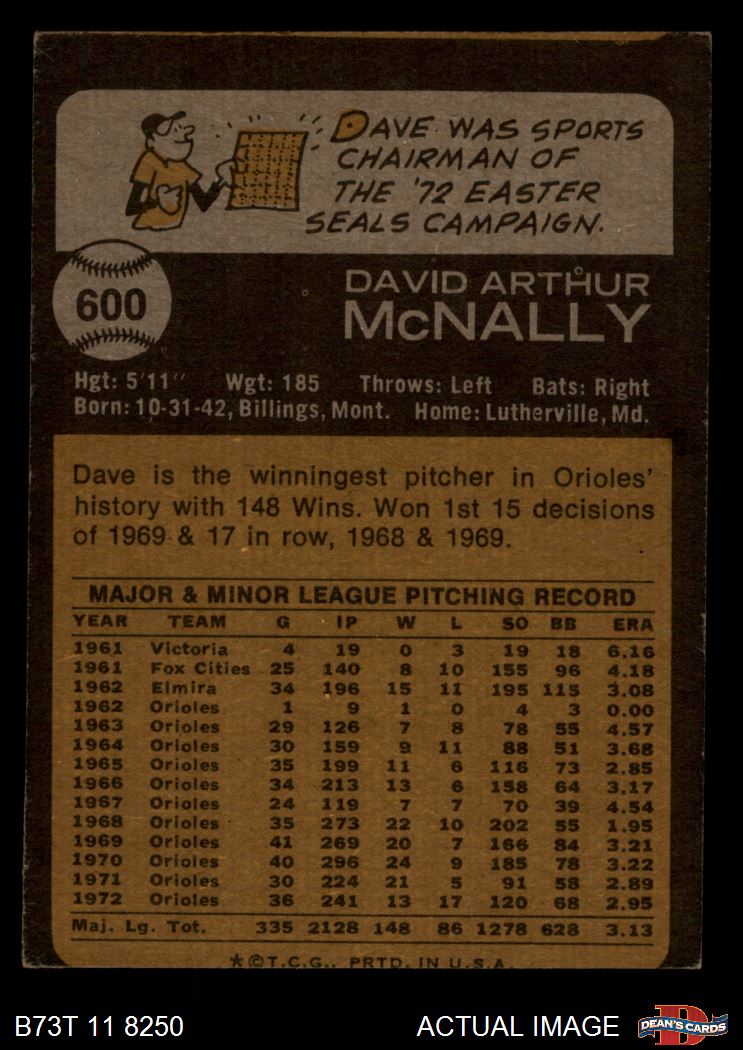 DAVE WAS SPORTS
CHAIRMAN OF
THE '72 EASTER
SEALS CAMPAIGN.
600
DAVID ARTHUR
McNALLY
Hgt: 5'11" Wgt: 185 Throws: Left Bats: Right
Born: 10-31-42, Billings, Mont. Home: Lutherville, Md.
Dave is the winningest pitcher in Orioles'
history with 148 Wins. Won 1st 15 decisions
of 1969 & 17 in row, 1968 & 1969.
MAJOR & MINOR LEAGUE PITCHING RECORD
YEAR TEAM G IP W L SO BB ERA
1961 Victoria 4 19 0 3 19 18 6.16
1961 Fox Cities 25 140 8 10 155 96 4.18
1962 Elmira 34 196 15 11 195 115 3.08
1962 Orioles 1 9 1 0 4 3 0.00
1963 Orioles 29 126 7 8 78 55 4.57
1964 Orioles 30 159 9 11 88 51 3.68
1965 Orioles 35 199 11 6 116 73 2.85
1966 Orioles 34 213 13 6 158 64 3.17
1967 Orioles 24 119 7 7 70 39 4.54
1968 Orioles 35 273 22 10 202 55 1.95
1969 Orioles 41 269 20 7 166 84 3.21
1970 Orioles 40 296 24 9 185 78 3.22
1971 Orioles 30 224 21 5 91 58 2.89
1972 Orioles 36 241 13 17 120 68 2.95
Maj. Lg. Tot. 335 2128 148 86 1278 628 3.13
*©T.C.G., PRTD. IN U.S.A.
B73T 11 8250 ACTUAL IMAGE
D
DEAN'S CARDS